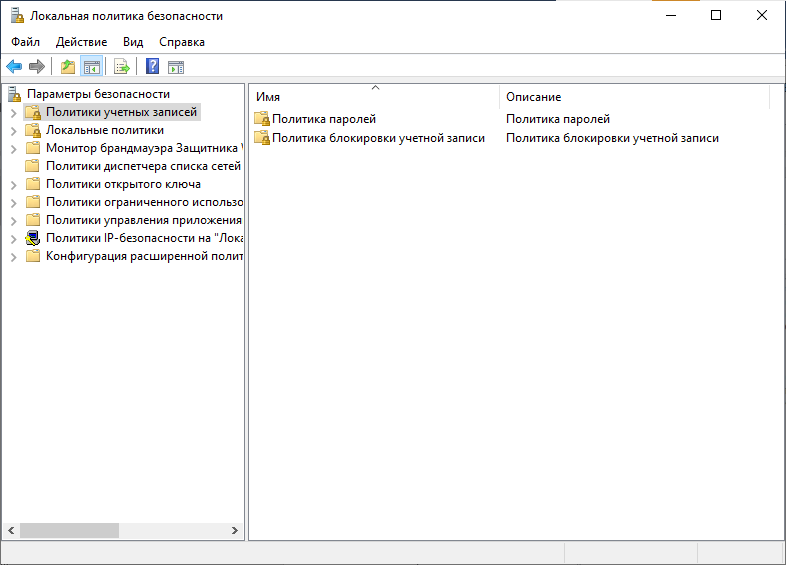 Локальная политика безопасности
Файл Действие Вид Справка
Параметры безопасности
Политики учетных записей
Локальные политики
Монитор брандмауэра Защитника
Политики диспетчера списка сетей
Политики открытого ключа
Политики ограниченного использо
Политики управления приложения
Политики IP-безопасности на "Лока
Конфигурация расширенной полит
Имя Описание
Политика паролей Политика паролей
Политика блокировки учетной записи Политика блокировки учетной записи